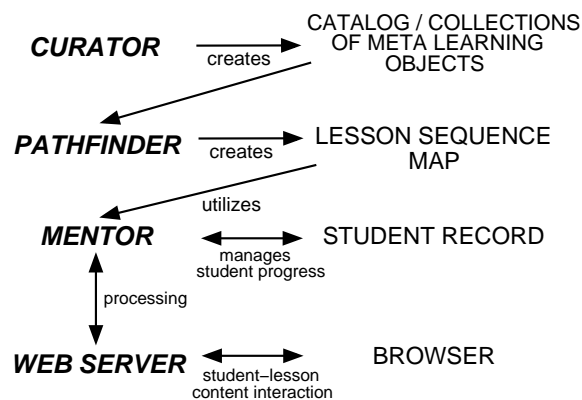 CURATOR
creates
CATALOG / COLLECTIONS
OF META LEARNING
OBJECTS
PATHFINDER
creates
LESSON SEQUENCE
MAP
utilizes
MENTOR
manages
student progress
STUDENT RECORD
processing
WEB SERVER
student–lesson
content interaction
BROWSER